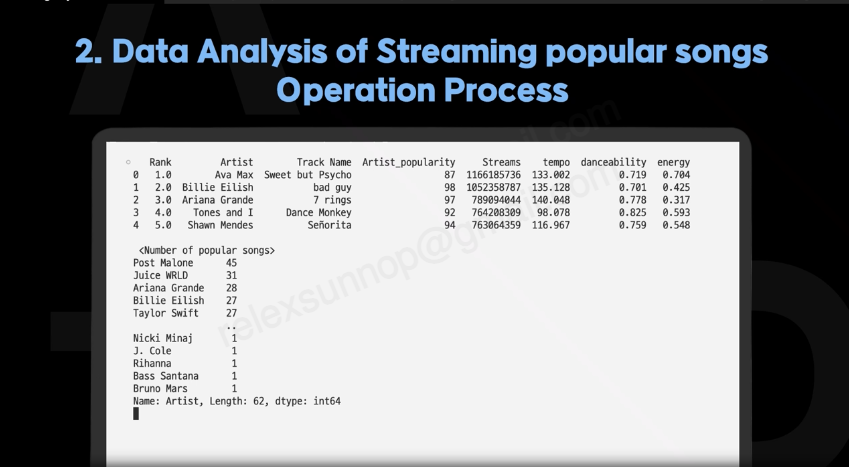 2. Data Analysis of Streaming popular songs
Operation Process
Rank Artist Track Name Artist_popularity Streams tempo danceability energy
0 1.0 Ava Max Sweet but Psycho 87 1166185736 133.002 0.719 0.704
1 2.0 Billie Eilish bad guy 98 1052358787 135.128 0.701 0.425
2 3.0 Ariana Grande 7 rings 97 789094044 140.048 0.778 0.317
3 4.0 Tones and I Dance Monkey 92 764208309 98.078 0.825 0.593
4 5.0 Shawn Mendes Señorita 94 763064359 116.967 0.759 0.548
<Number of popular songs>
Post Malone 45
Juice WRLD 31
Ariana Grande 28
Billie Eilish 27
Taylor Swift 27
..
Nicki Minaj 1
J. Cole 1
Rihanna 1
Bass Santana 1
Bruno Mars 1
Name: Artist, Length: 62, dtype: int64
relexsunnop@gmail.com